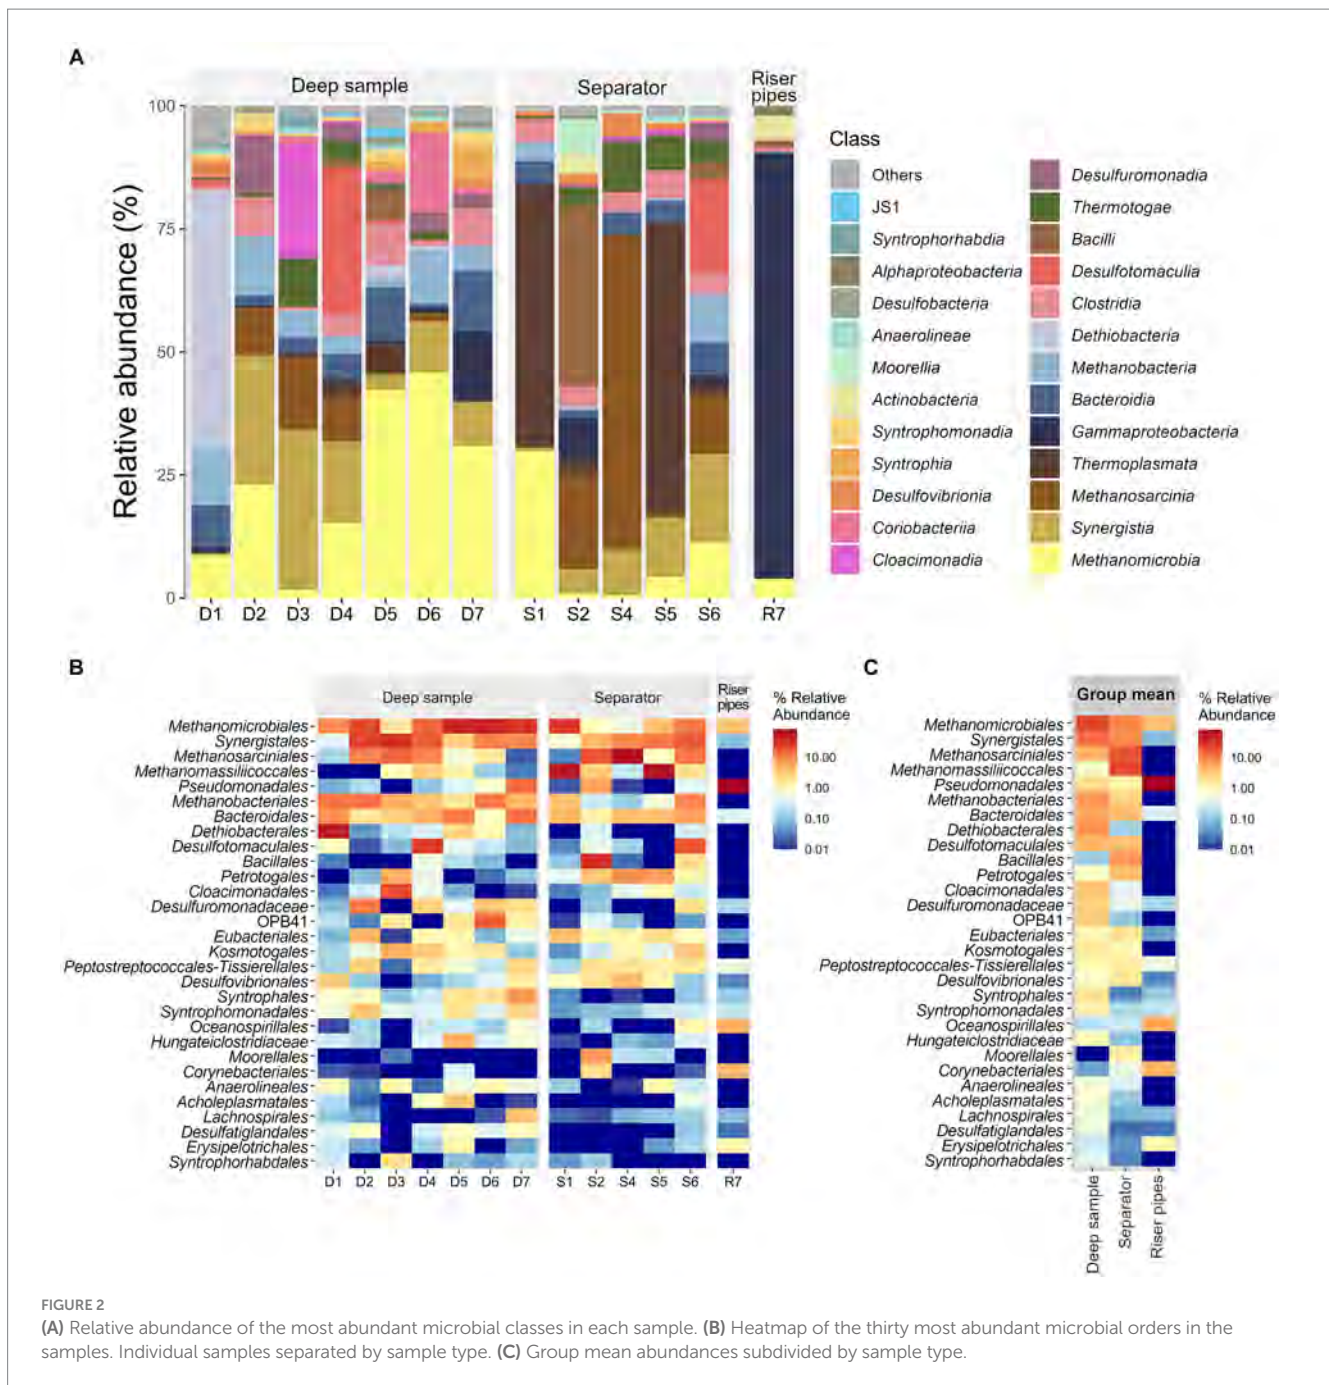 A
Deep sample
Separator
Riser
pipes
Relative abundance (%)
100
75
50
25
0
D1 D2 D3 D4 D5 D6 D7
S1 S2 S4 S5 S6
R7
Class
Others
JS1
Syntrophorhabdia
Alphaproteobacteria
Desulfobacteria
Anaerolineae
Moorellia
Actinobacteria
Syntrophomonadia
Syntrophia
Desulfovibrionia
Coriobacteriia
Cloacimonadia
Desulfuromonadia
Thermotogae
Bacilli
Desulfotomaculia
Clostridia
Dethiobacteria
Methanobacteria
Bacteroidia
Gammaproteobacteria
Thermoplasmata
Methanosarcinia
Synergistia
Methanomicrobia
B
Deep sample
Separator
Riser
pipes
Methanomicrobiales
Synergistales
Methanosarciniales
Methanomassiliicoccales
Pseudomonadales
Methanobacteriales
Bacteroidales
Dethiobacterales
Desulfotomaculales
Bacillales
Petrotogales
Cloacimonadales
Desulfuromonadaceae
OPB41
Eubacteriales
Kosmotogales
Peptostreptococcales-Tissierellales
Desulfovibrionales
Syntrophales
Syntrophomonadales
Oceanospirillales
Hungateiclostridiaceae
Moorellales
Corynebacteriales
Anaerolineales
Acholeplasmatales
Lachnospirales
Desulfatiglandales
Erysipelotrichales
Syntrophorhabdales
D1 D2 D3 D4 D5 D6 D7
S1 S2 S4 S5 S6
R7
% Relative
Abundance
10.00
1.00
0.10
0.01
C
Group mean
Methanomicrobiales
Synergistales
Methanosarciniales
Methanomassiliicoccales
Pseudomonadales
Methanobacteriales
Bacteroidales
Dethiobacterales
Desulfotomaculales
Bacillales
Petrotogales
Cloacimonadales
Desulfuromonadaceae
OPB41
Eubacteriales
Kosmotogales
Peptostreptococcales-Tissierellales
Desulfovibrionales
Syntrophales
Syntrophomonadales
Oceanospirillales
Hungateiclostridiaceae
Moorellales
Corynebacteriales
Anaerolineales
Acholeplasmatales
Lachnospirales
Desulfatiglandales
Erysipelotrichales
Syntrophorhabdales
Deep sample
Separator
Riser pipes
% Relative
Abundance
10.00
1.00
0.10
0.01
FIGURE 2
(A) Relative abundance of the most abundant microbial classes in each sample. (B) Heatmap of the thirty most abundant microbial orders in the
samples. Individual samples separated by sample type. (C) Group mean abundances subdivided by sample type.